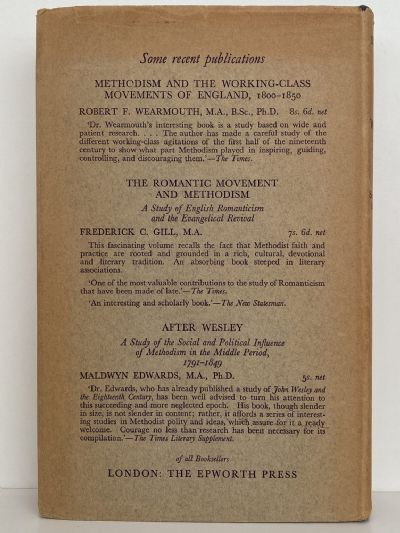 Some recent publications
METHODISM AND THE WORKING-CLASS
MOVEMENTS OF ENGLAND, 1800-1850
ROBERT F. WEARMOUTH, M.A., B.Sc., Ph.D. 8s. 6d. net
'Dr. Wearmouth's interesting book is a study based on wide and
patient research. . . . The author has made a careful study of the
different working-class agitations of the first half of the nineteenth
century to show what part Methodism played in inspiring, guiding,
controlling, and discouraging them.'—The Times.
THE ROMANTIC MOVEMENT
AND METHODISM
A Study of English Romanticism
and the Evangelical Revival
FREDERICK C. GILL, M.A. 7s. 6d. net
This fascinating volume recalls the fact that Methodist faith and
practice are rooted and grounded in a rich, cultural, devotional
and literary tradition. An absorbing book steeped in literary
associations.
'One of the most valuable contributions to the study of Romanticism
that have been made of late.'—The Times.
'An interesting and scholarly book.'—The New Statesman.
AFTER WESLEY
A Study of the Social and Political Influence
of Methodism in the Middle Period,
1791-1849
MALDWYN EDWARDS, M.A., Ph.D. 5s. net
'Dr. Edwards, who has already published a study of John Wesley and
the Eighteenth Century, has been well advised to turn his attention to
this succeeding and more neglected epoch. His book, though slender
in size, is not slender in content; rather, it affords a series of interest-
ing studies in Methodist polity and ideas, which assure for it a ready
welcome. Courage no less than research has been necessary for its
compilation.'—The Times Literary Supplement.
of all Booksellers
LONDON: THE EPWORTH PRESS